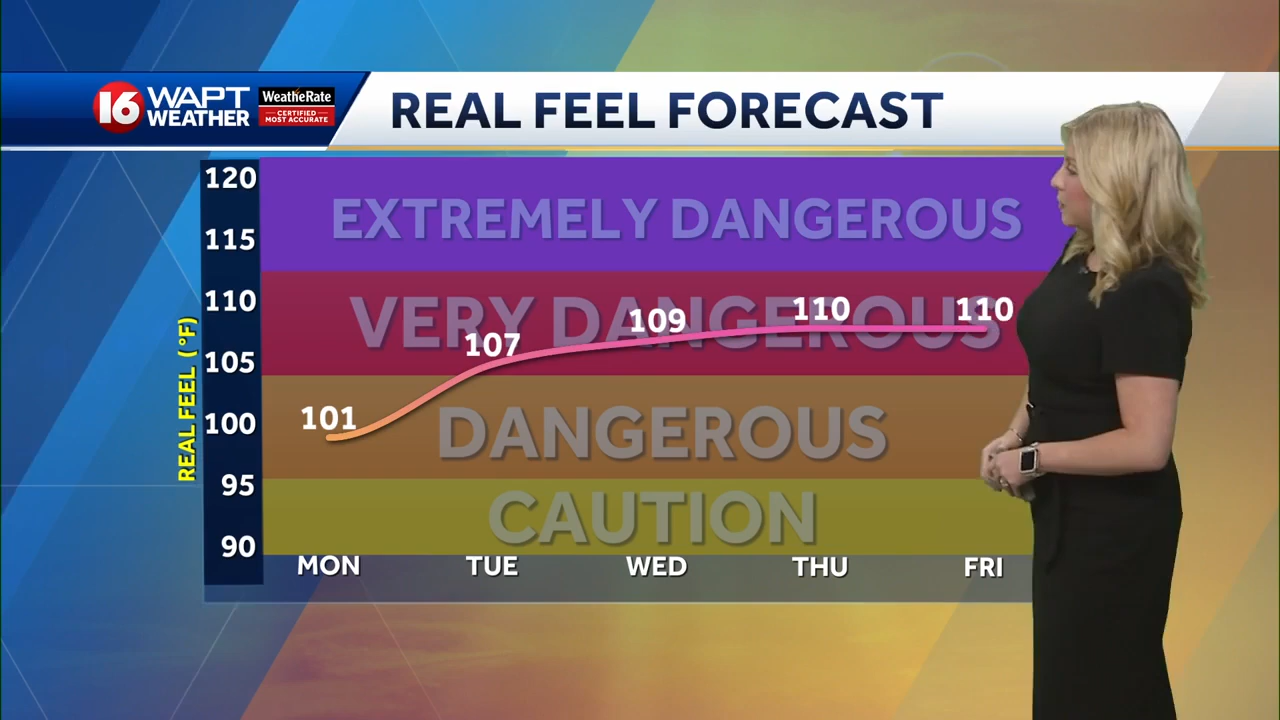 16 WAPT WEATHER
WeatheRate
CERTIFIED
MOST ACCURATE
REAL FEEL FORECAST
120
115
110
105
100
95
90
REAL FEEL (°F)
EXTREMELY DANGEROUS
VERY DANGEROUS
DANGEROUS
CAUTION
101
107
109
110
110
MON TUE WED THU FRI